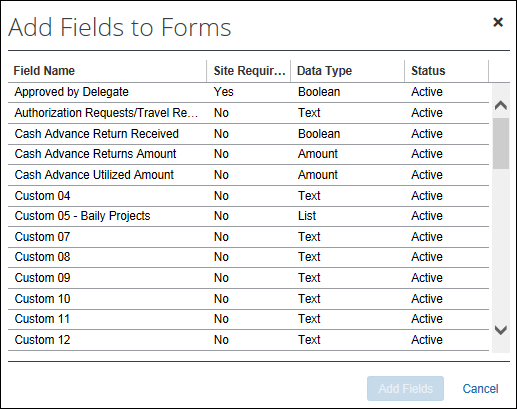 Add Fields to Forms
Field Name Site Requir... Data Type Status
Approved by Delegate Yes Boolean Active
Authorization Requests/Travel Re... No Text Active
Cash Advance Return Received No Boolean Active
Cash Advance Returns Amount No Amount Active
Cash Advance Utilized Amount No Amount Active
Custom 04 No Text Active
Custom 05 - Baily Projects No List Active
Custom 07 No Text Active
Custom 08 No Text Active
Custom 09 No Text Active
Custom 10 No Text Active
Custom 11 No Text Active
Custom 12 No Text Active
Add Fields Cancel